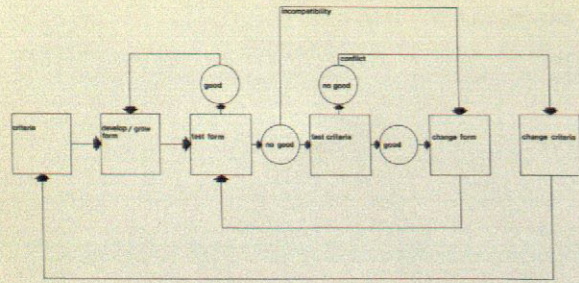 incompatibility
conflict
good
no good
criteria
develop / grow
form
test form
no good
test criteria
good
change form
change criteria